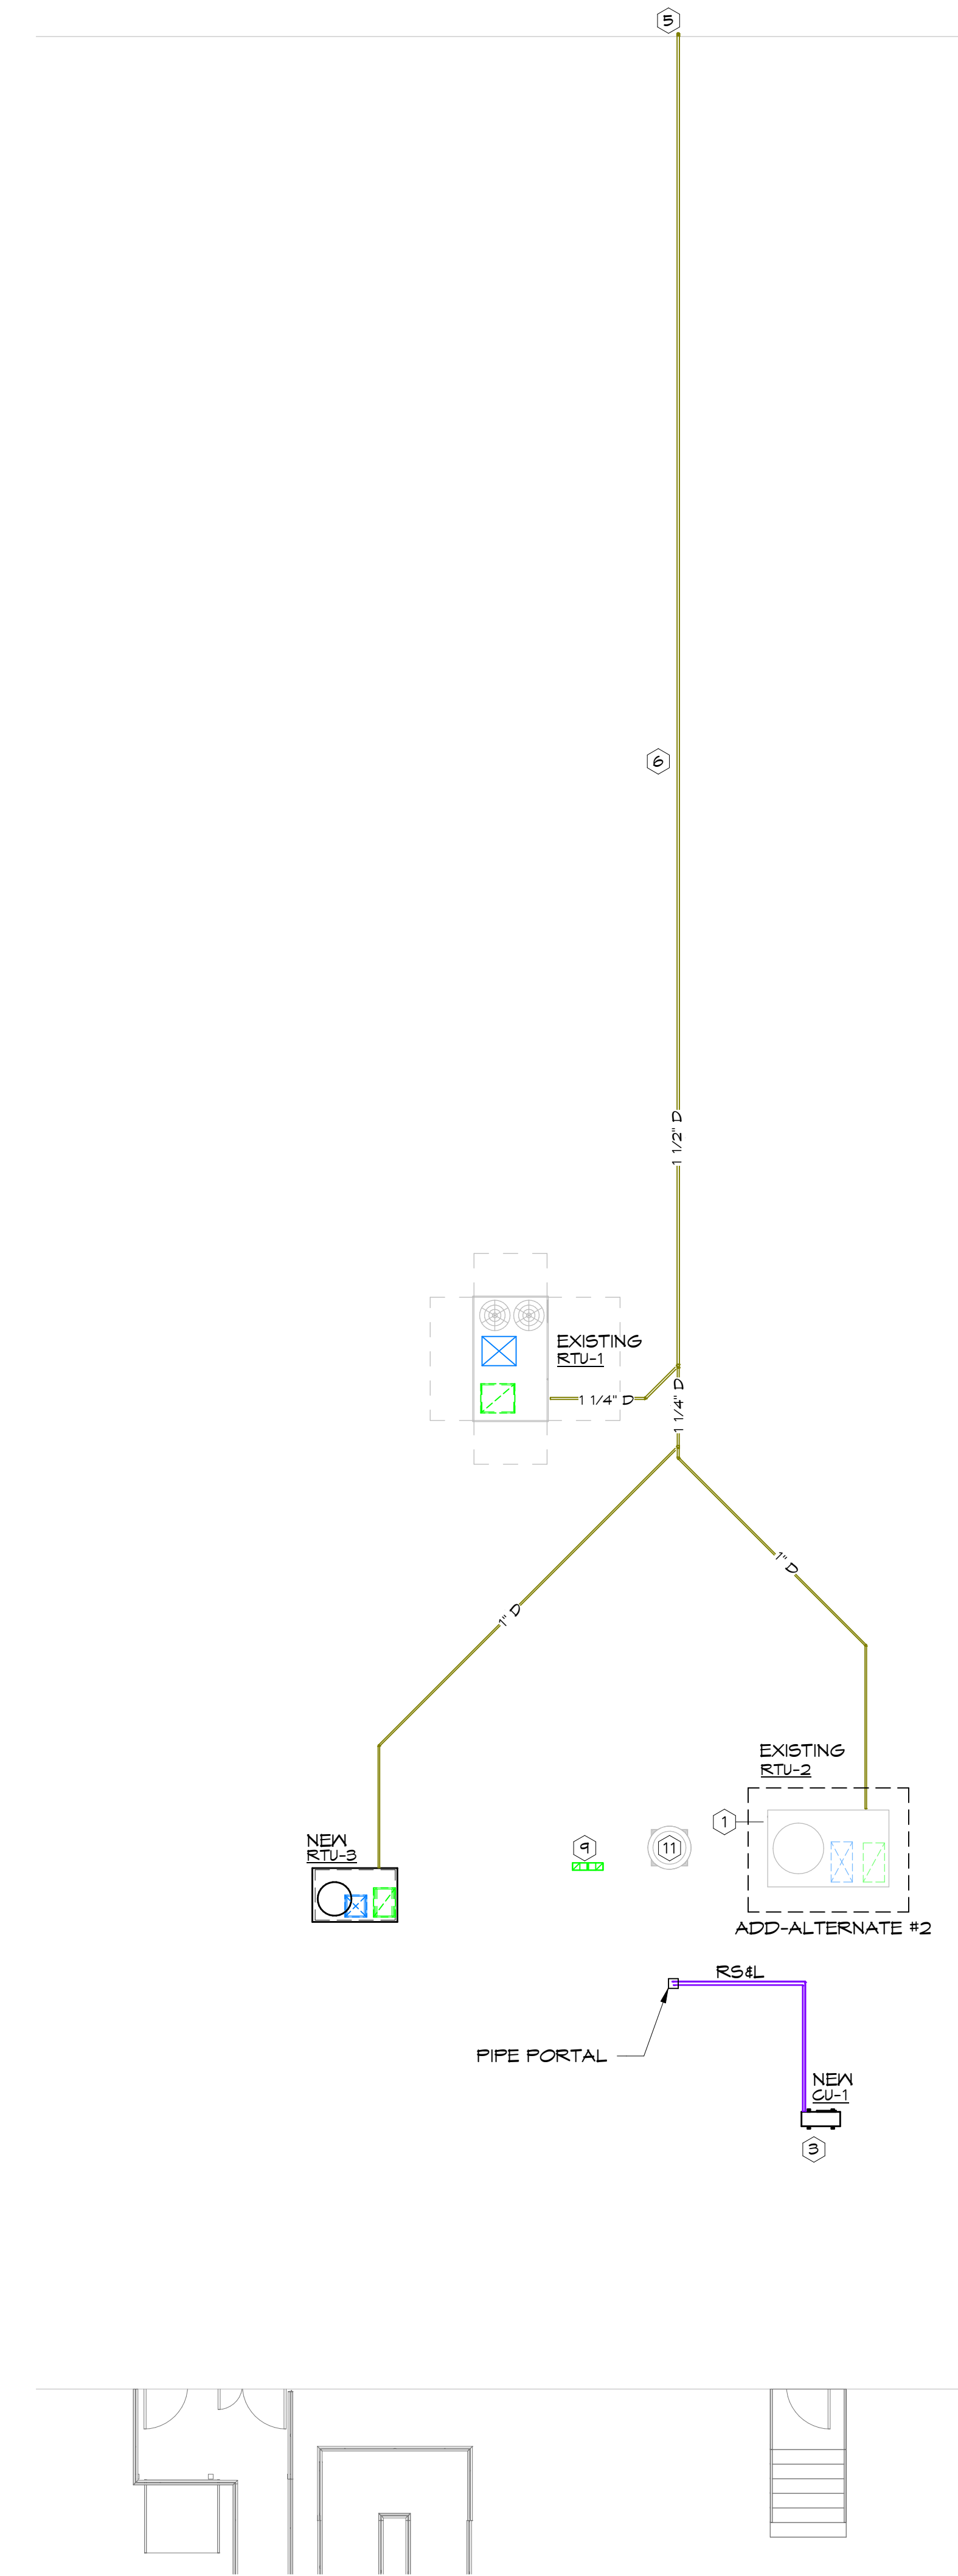 5
6
1 1/2" D
EXISTING
RTU-1
1 1/4" D
1 1/4" D
1" D
1" D
EXISTING
RTU-2
1
NEW
RTU-3
9
11
ADD-ALTERNATE #2
RS&L
PIPE PORTAL
NEW
CU-1
3